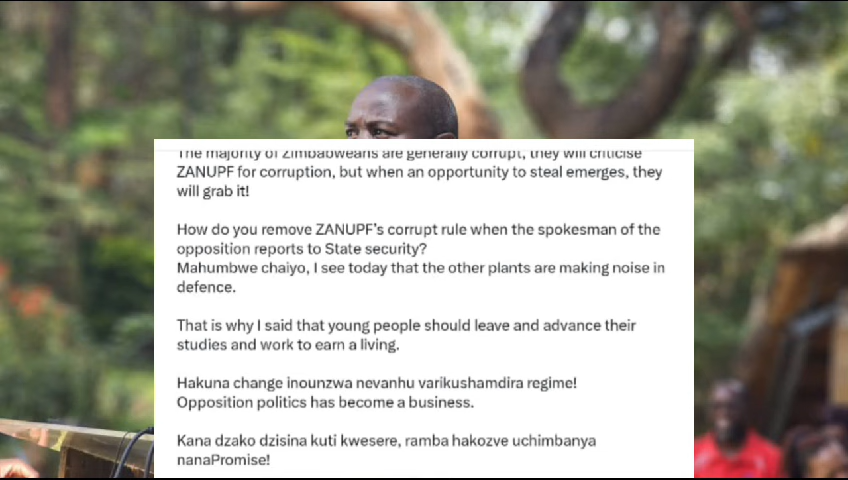 The majority of Zimbabweans are generally corrupt, they will criticise
ZANUPF for corruption, but when an opportunity to steal emerges, they
will grab it!
How do you remove ZANUPF's corrupt rule when the spokesman of the
opposition reports to State security?
Mahumbwe chaiyo, I see today that the other plants are making noise in
defence.
That is why I said that young people should leave and advance their
studies and work to earn a living.
Hakuna change inounzwa nevanhu varikushamdira regime!
Opposition politics has become a business.
Kana dzako dzisina kuti kwesere, ramba hakozve uchimbanya
nanaPromise!